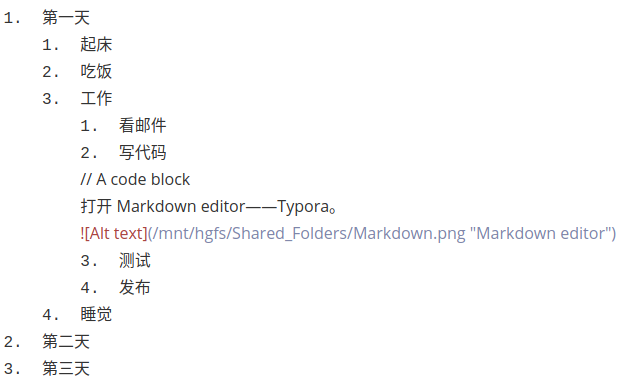 1. 第一天
1. 起床
2. 吃饭
3. 工作
1. 看邮件
2. 写代码
// A code block
打开 Markdown editor——Typora。
![Alt text](/mnt/hgfs/Shared_Folders/Markdown.png "Markdown editor")
3. 测试
4. 发布
4. 睡觉
2. 第二天
3. 第三天